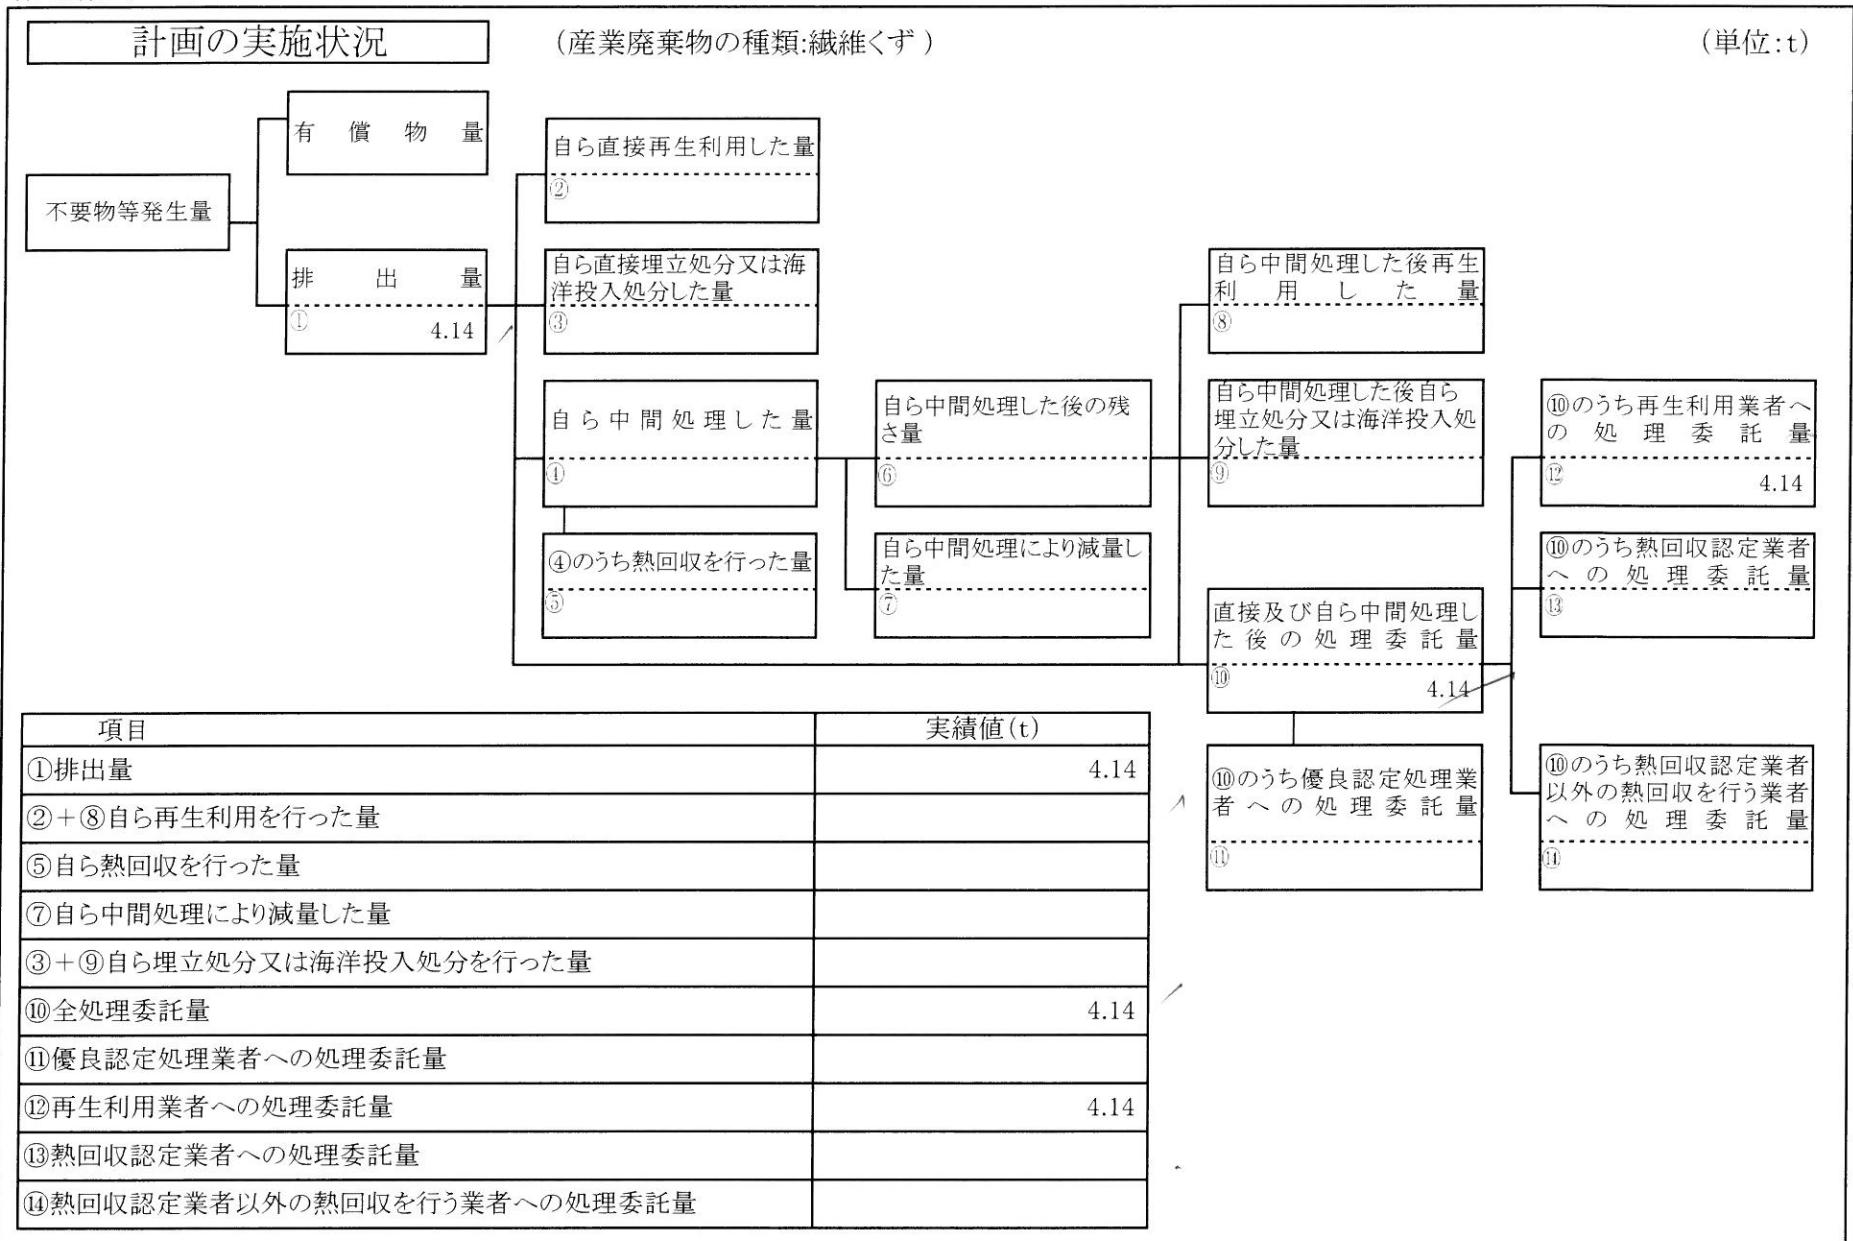 計画の実施状況
(産業廃棄物の種類:繊維くず )
(単位:t)
有償物量
不要物等発生量
排出量
①
4.14
自ら直接再生利用した量
②
自ら直接埋立処分又は海
洋投入処分した量
③
自ら中間処理した量
④
④のうち熱回収を行った量
⑤
自ら中間処理した後の残
さ量
⑥
自ら中間処理により減量し
た量
⑦
自ら中間処理した後再生
利用した量
⑧
自ら中間処理した後自ら
埋立処分又は海洋投入処
分した量
⑨
直接及び自ら中間処理し
た後の処理委託量
⑩
4.14
⑩のうち優良認定処理業
者への処理委託量
⑪
⑩のうち再生利用業者へ
の処理委託量
⑫
4.14
⑩のうち熱回収認定業者
への処理委託量
⑬
⑩のうち熱回収認定業者
以外の熱回収を行う業者
への処理委託量
⑭
項目 実績値(t)
①排出量 4.14
②+⑧自ら再生利用を行った量
⑤自ら熱回収を行った量
⑦自ら中間処理により減量した量
③+⑨自ら埋立処分又は海洋投入処分を行った量
⑩全処理委託量 4.14
⑪優良認定処理業者への処理委託量
⑫再生利用業者への処理委託量 4.14
⑬熱回収認定業者への処理委託量
⑭熱回収認定業者以外の熱回収を行う業者への処理委託量